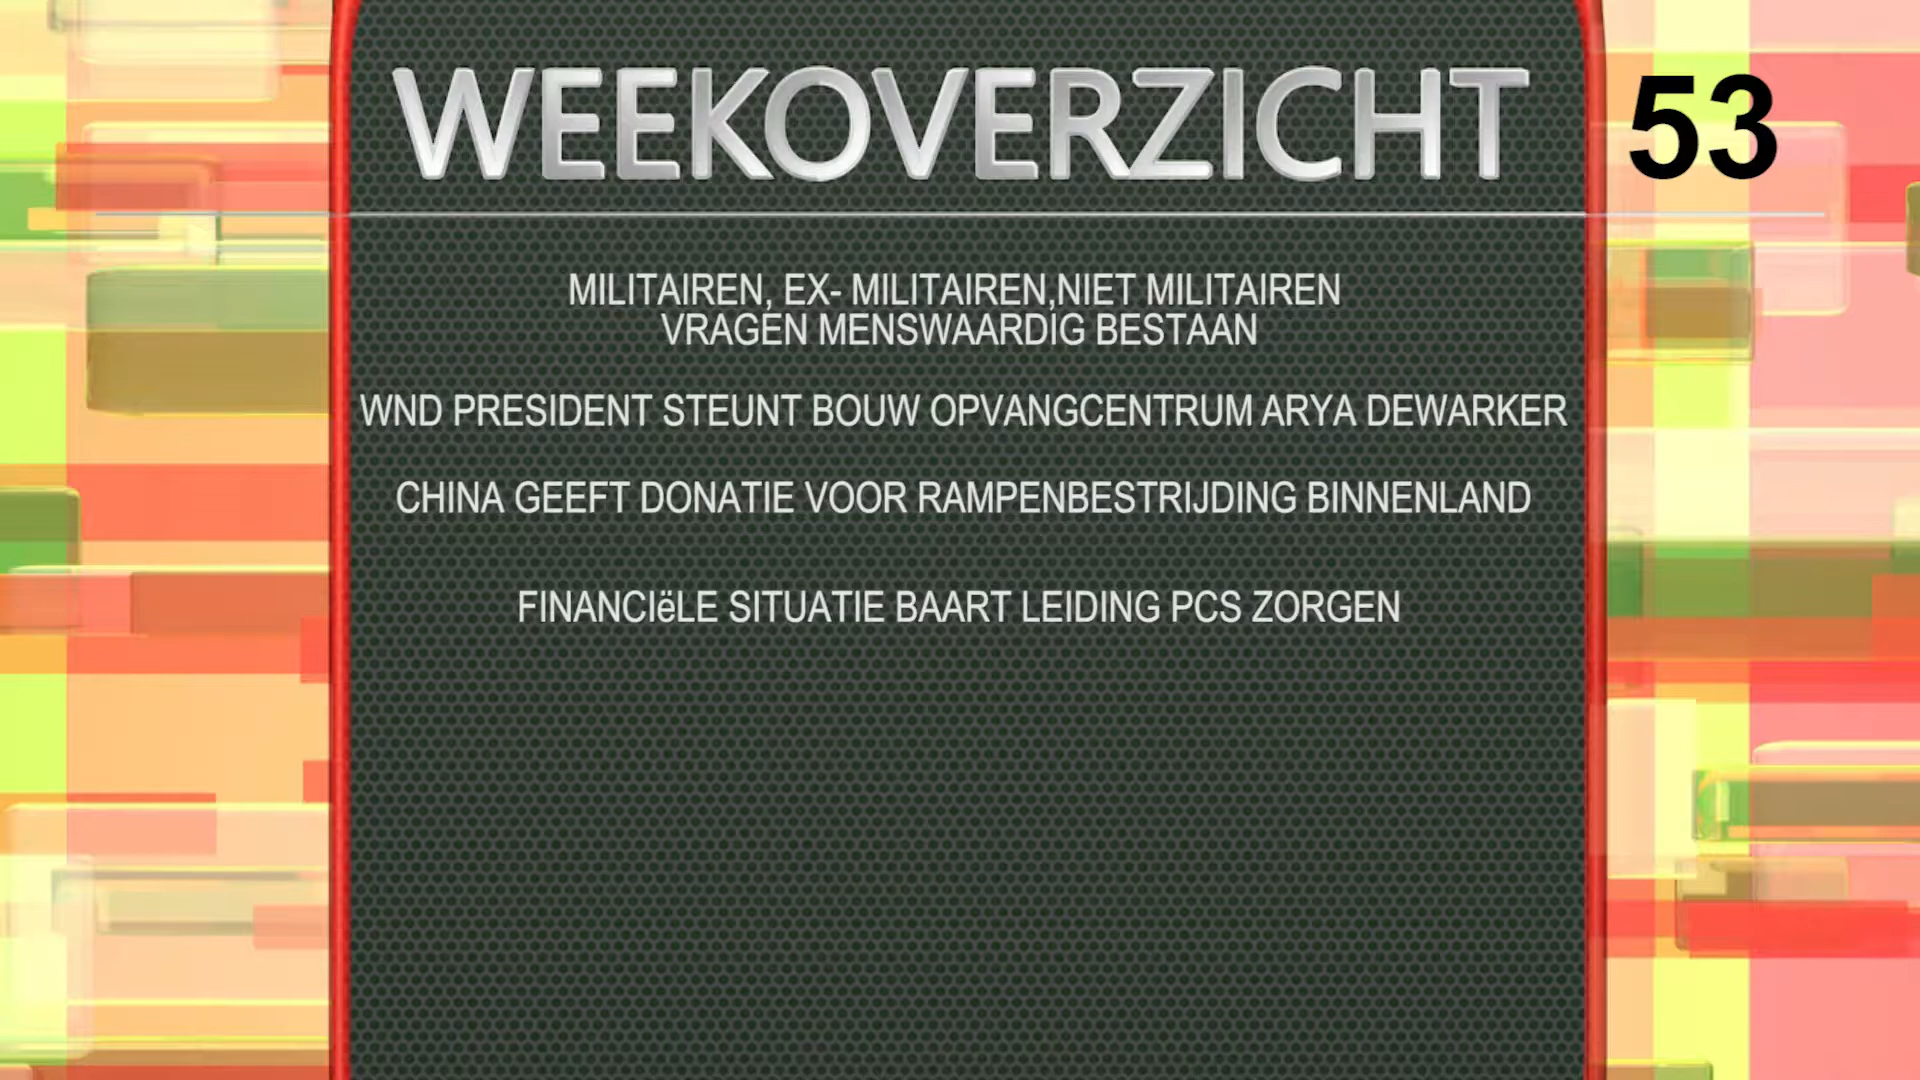 WEEKOVERZICHT
53
MILITAIREN, EX- MILITAIREN,NIET MILITAIREN
VRAGEN MENSWAARDIG BESTAAN
WND PRESIDENT STEUNT BOUW OPVANGCENTRUM ARYA DEWARKER
CHINA GEEFT DONATIE VOOR RAMPENBESTRIJDING BINNENLAND
FINANCIëLE SITUATIE BAART LEIDING PCS ZORGEN